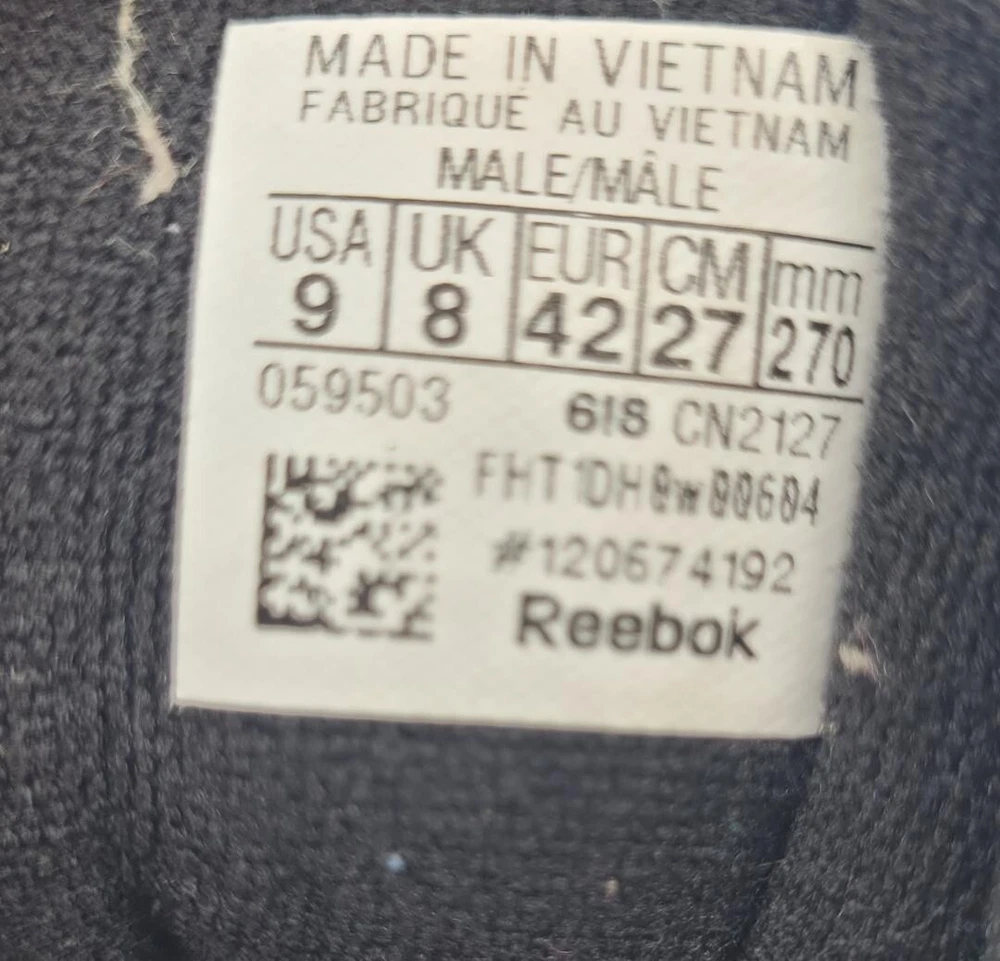 MADE IN VIETNAM
FABRIQUÉ AU VIETNAM
MALE/MÂLE
USA UK EUR CM mm
9 8 42 27 270
059503 618 CN2127
#120674192
Reebok